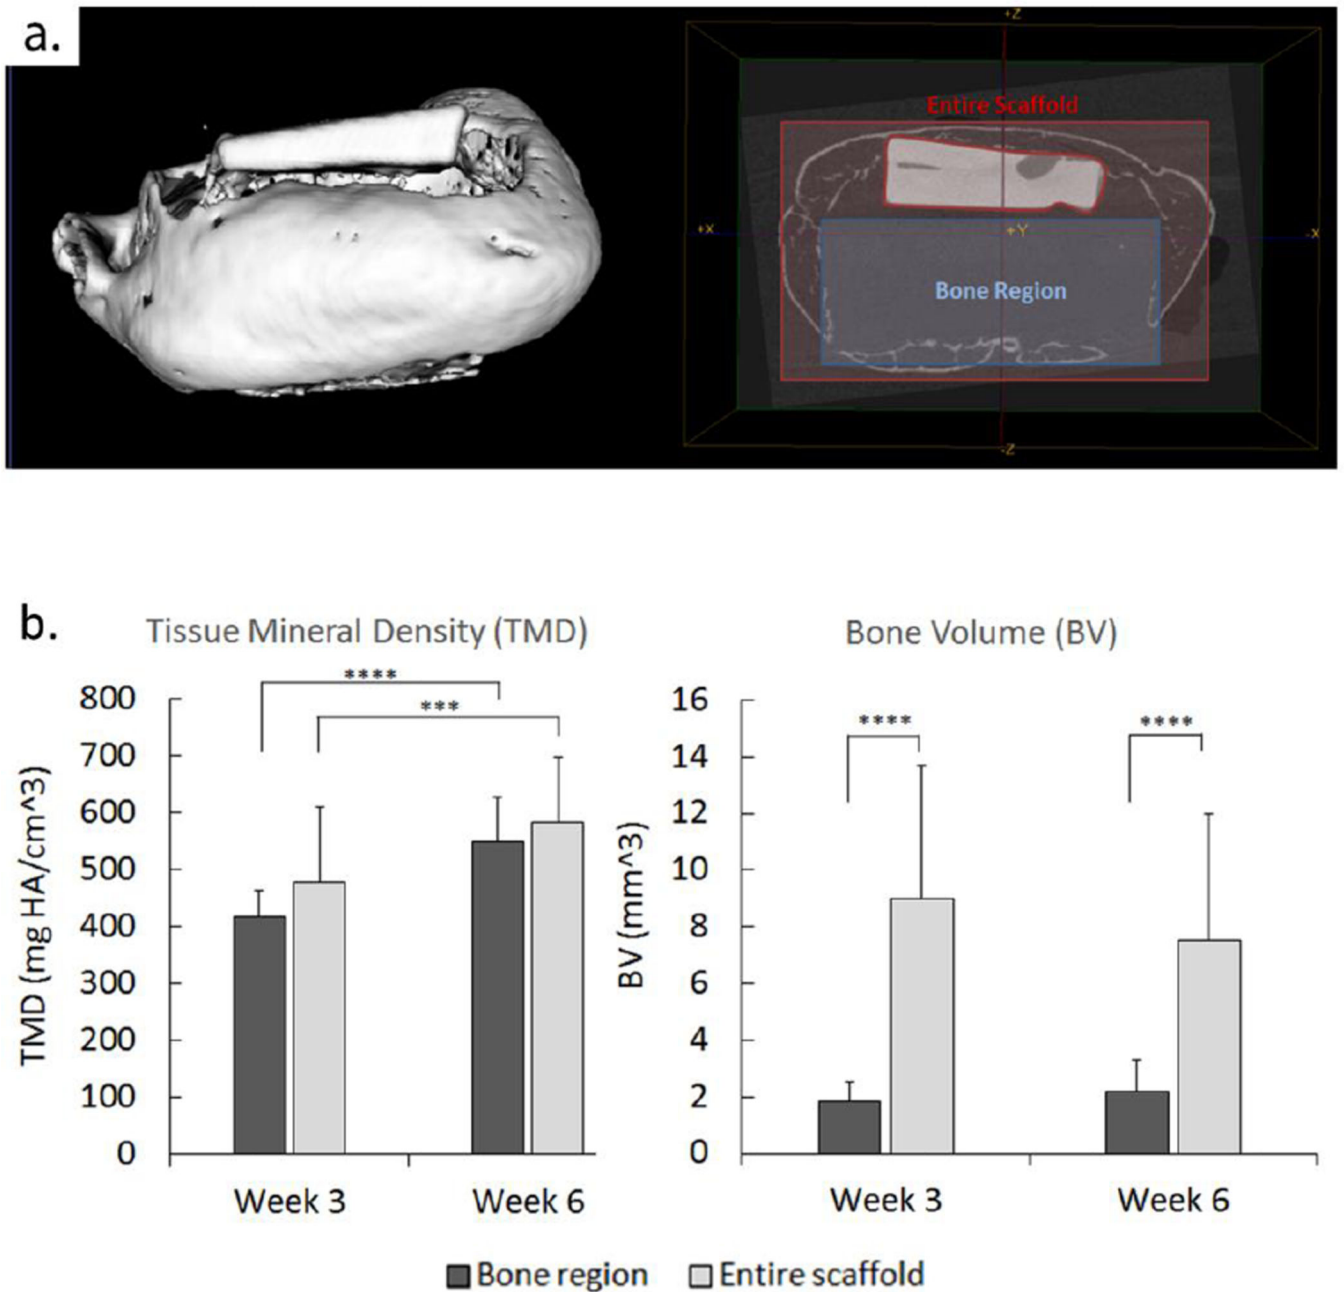 a.
+Z
Entire Scaffold
+X
+Y
-X
Bone Region
-Z
b.
Tissue Mineral Density (TMD)
Bone Volume (BV)
****
***
800
700
600
500
400
300
200
100
0
TMD (mg HA/cm^3)
Week 3
Week 6
****
****
16
14
12
10
8
6
4
2
0
BV (mm^3)
Week 3
Week 6
Bone region
Entire scaffold